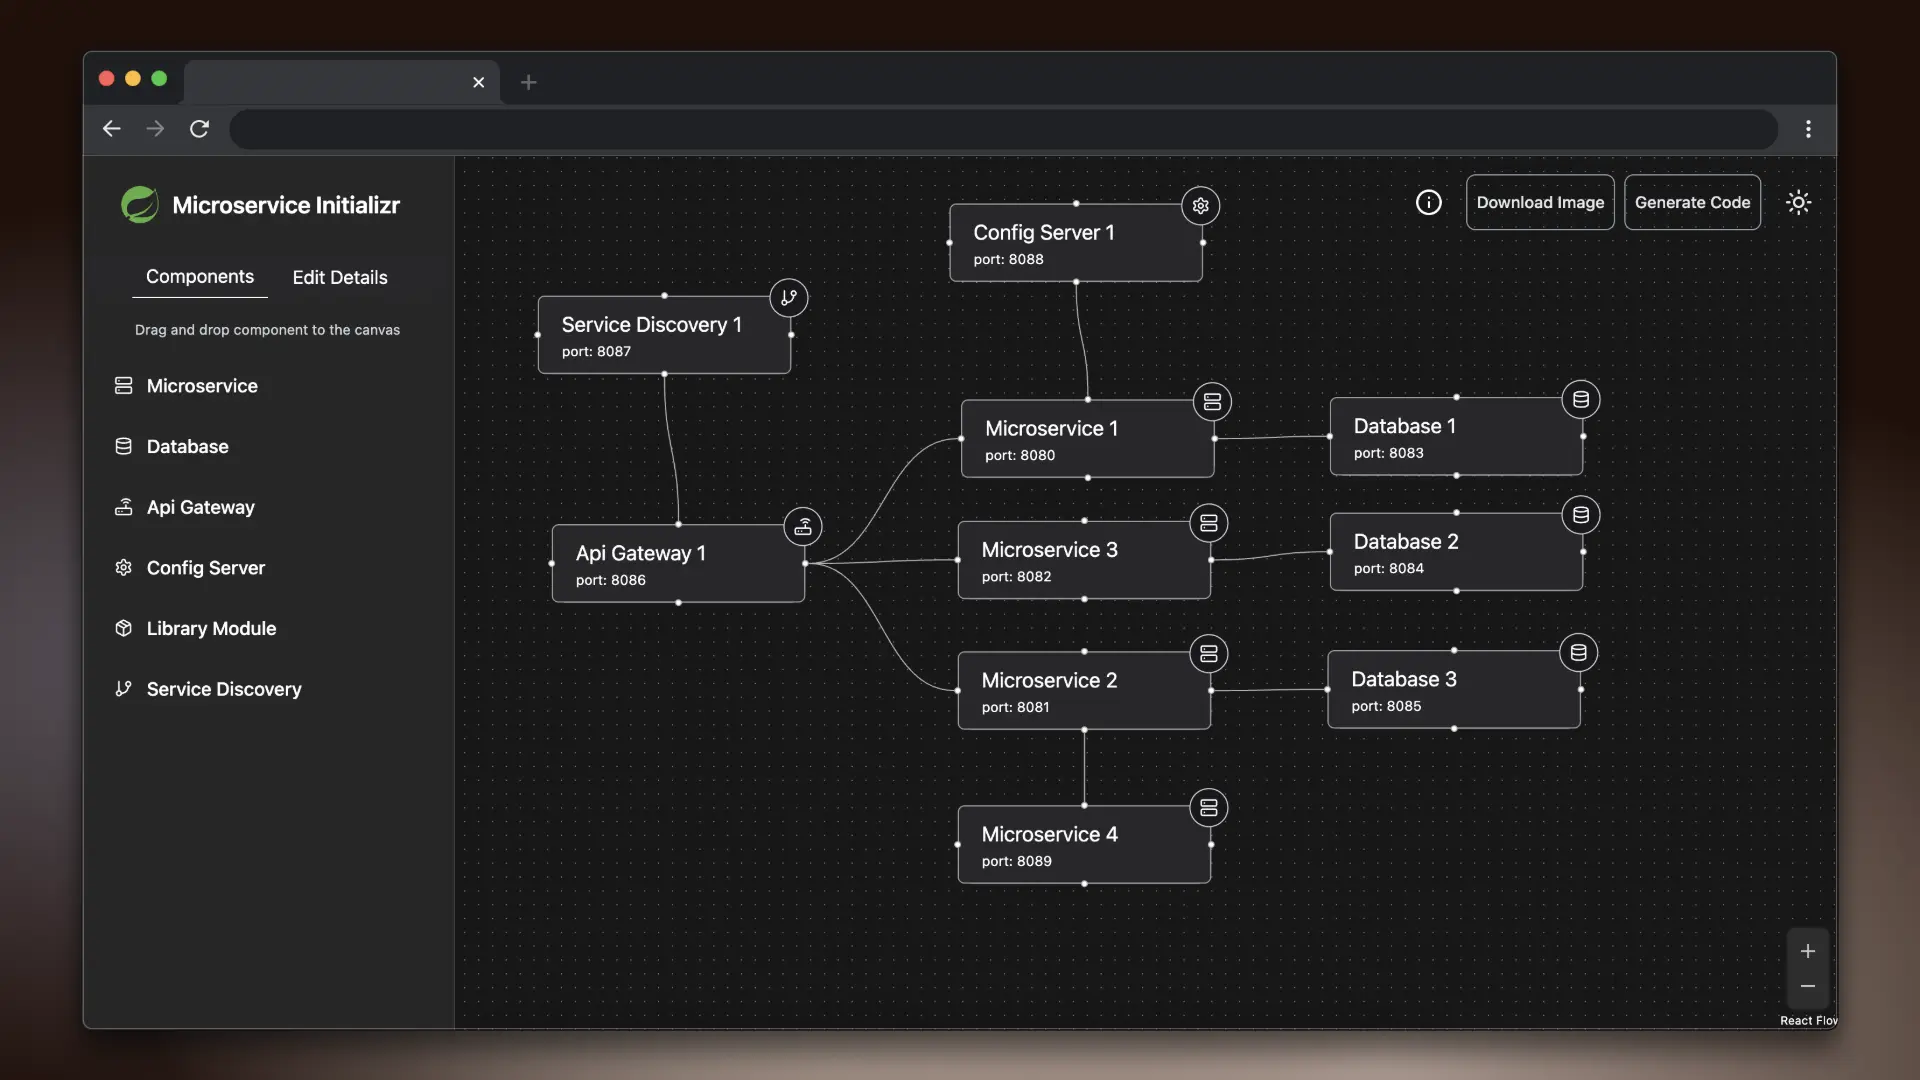 Microservice Initializr
Components
Edit Details
Drag and drop component to the canvas
Microservice
Database
Api Gateway
Config Server
Library Module
Service Discovery
Download Image
Generate Code
Config Server 1
port: 8088
Service Discovery 1
port: 8087
Microservice 1
port: 8080
Database 1
port: 8083
Api Gateway 1
port: 8086
Microservice 3
port: 8082
Database 2
port: 8084
Microservice 2
port: 8081
Database 3
port: 8085
Microservice 4
port: 8089
React Flow